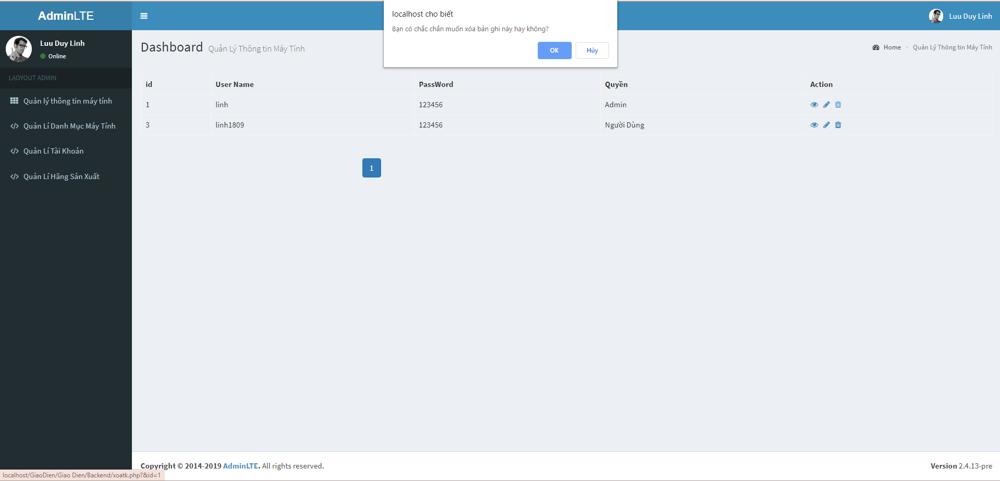 AdminLTE
localhost cho biết
Bạn có chắc chắn muốn xóa bản ghi này hay không?
OK Hủy
Luu Duy Linh
Luu Duy Linh
Online
Dashboard Quản Lý Thông tin Máy Tính
Home > Quản Lý Thông tin Máy Tính
LAOYOUT ADMIN
Quản lý thông tin máy tính
Quản Lí Danh Mục Máy Tính
Quản Lí Tài Khoản
Quản Lí Hãng Sản Xuất
id User Name PassWord Quyền Action
1 linh 123456 Admin
3 linh1809 123456 Người Dùng
1
Copyright © 2014-2019 AdminLTE. All rights reserved.
Version 2.4.13-pre
localhost/GiaoDien/Giao Dien/Backend/xoatk.php?&id=1